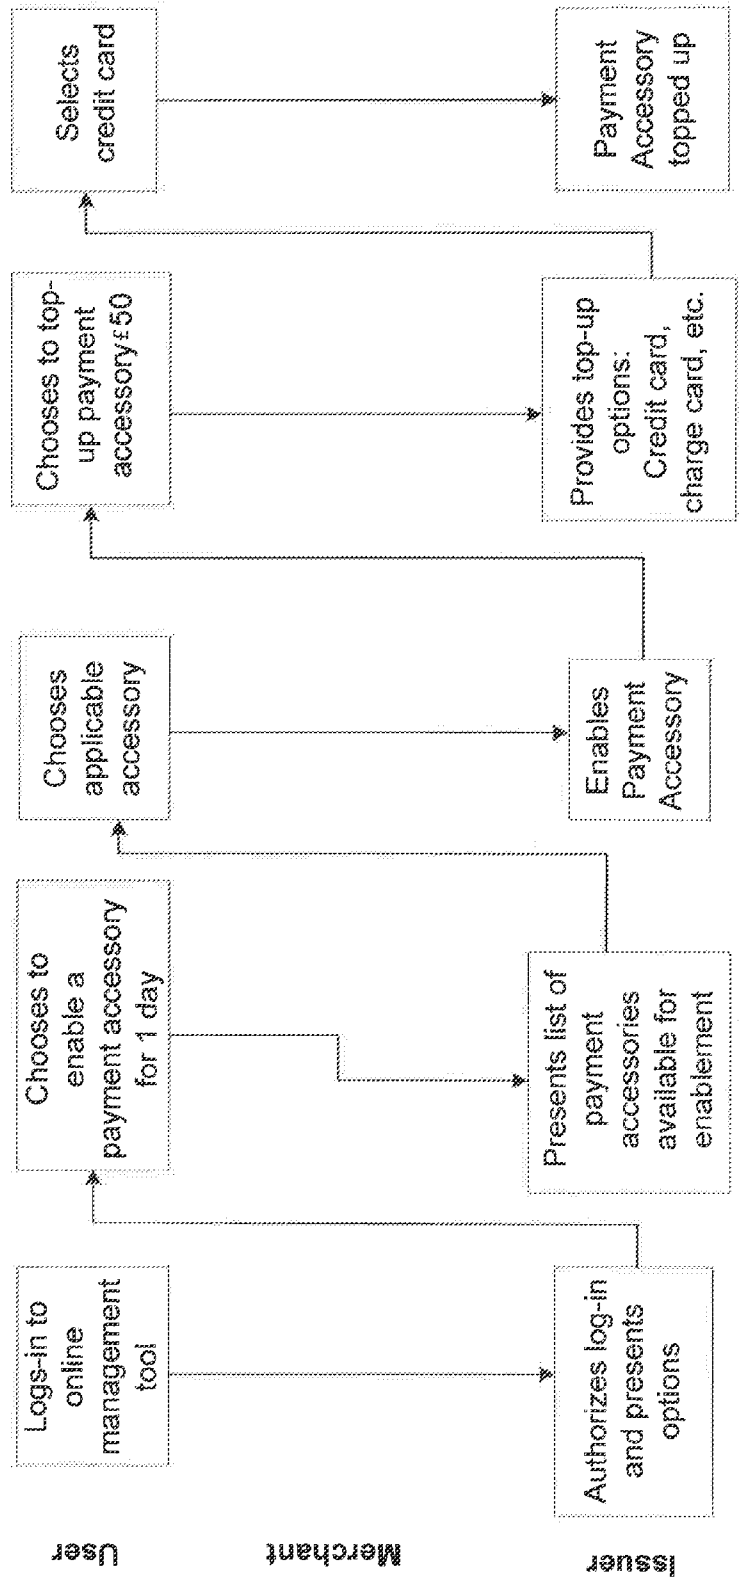 User
Logs-in to
online
management
tool
Chooses to
enable a
payment accessory
for 1 day
Chooses
applicable
accessory
Chooses to top-
up payment
accessory£50
Selects
credit card
Merchant
Issuer
Authorizes log-in
and presents
options
Presents list of
payment
accessories
available for
enablement
Enables
Payment
Accessory
Provides top-up
options:
Credit card,
charge card, etc.
Payment
Accessory
topped up